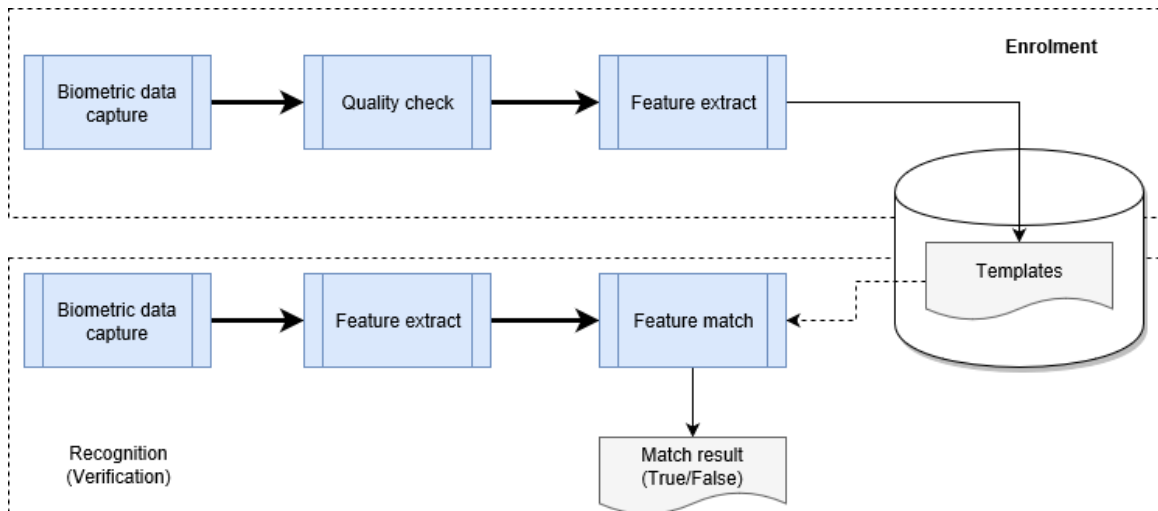 Enrolment
Biometric data
capture
Quality check
Feature extract
Templates
Biometric data
capture
Feature extract
Feature match
Recognition
(Verification)
Match result
(True/False)